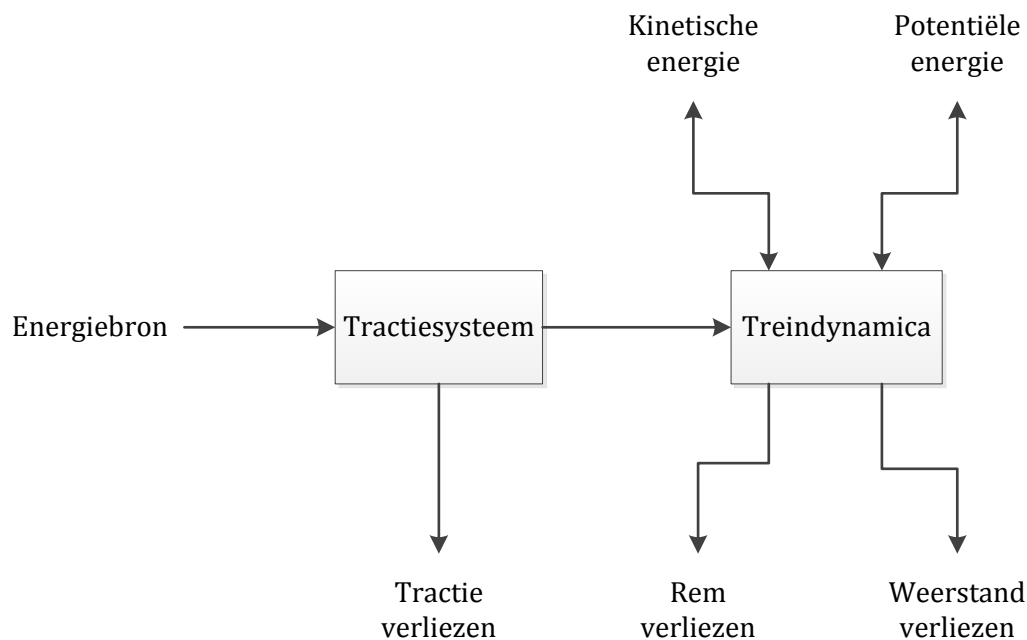 Kinetische
energie
Potentiële
energie
Energiebron
Tractiesysteem
Treindynamica
Tractie
verliezen
Rem
verliezen
Weerstand
verliezen